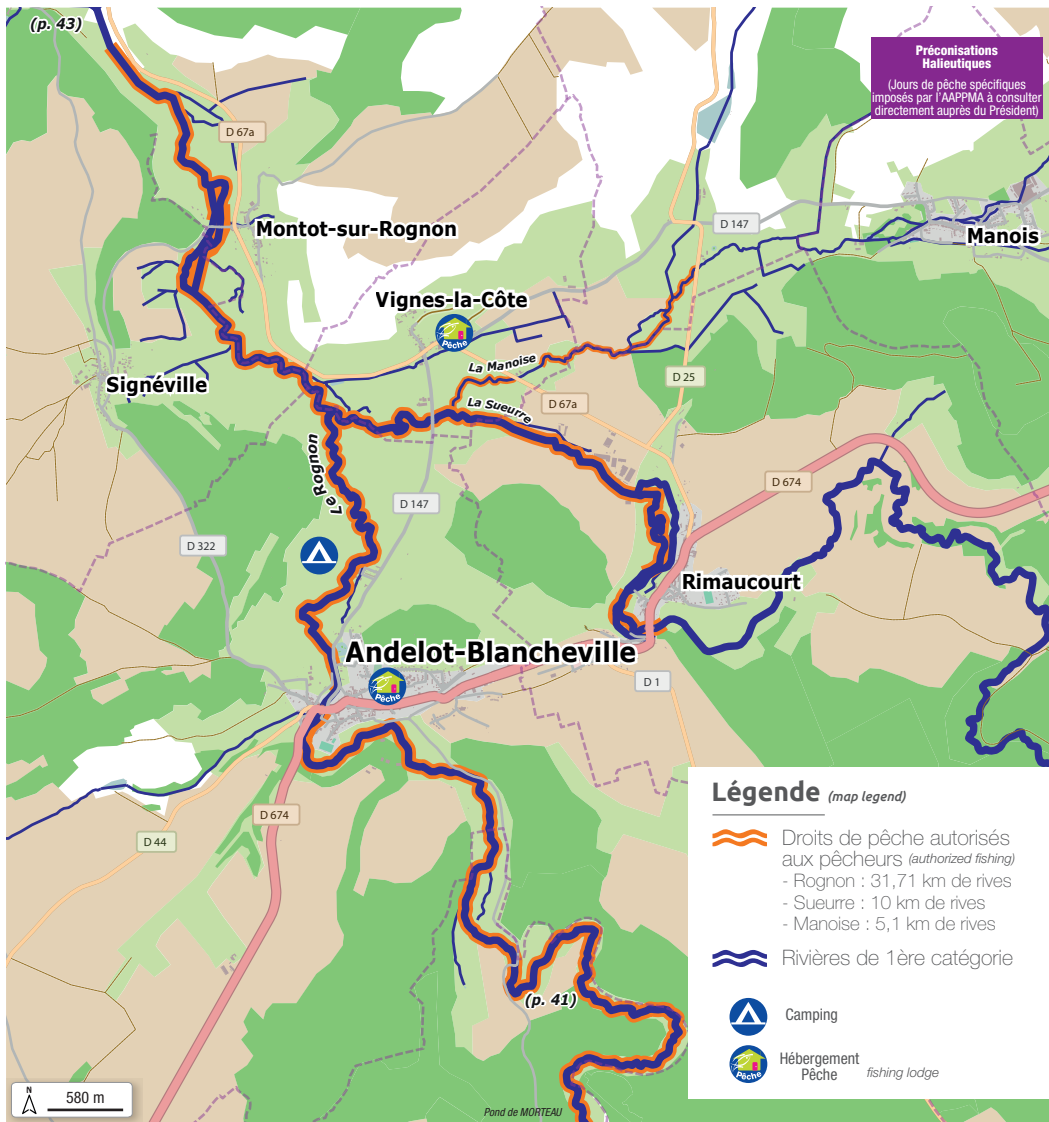 (p. 43)
Préconisations
Halieutiques
(Jours de pêche spécifiques
imposés par l'AAPPMA à consulter
directement auprès du Président)
D 67a
Montot-sur-Rognon
D 147
Manois
Vignes-la-Côte
Pêche
La Manoise
Signéville
D 25
La Sueurre
D 67a
Le Rognon
D 674
D 147
D 322
Rimaucourt
Andelot-Blancheville
Pêche
D 1
D 674
D 44
(p. 41)
Légende (map legend)
Droits de pêche autorisés
aux pêcheurs (authorized fishing)
- Rognon : 31,71 km de rives
- Sueurre : 10 km de rives
- Manoise : 5,1 km de rives
Rivières de 1ère catégorie
Camping
Hébergement
Pêche fishing lodge
Pêche
N
580 m
Pond de MORTEAU